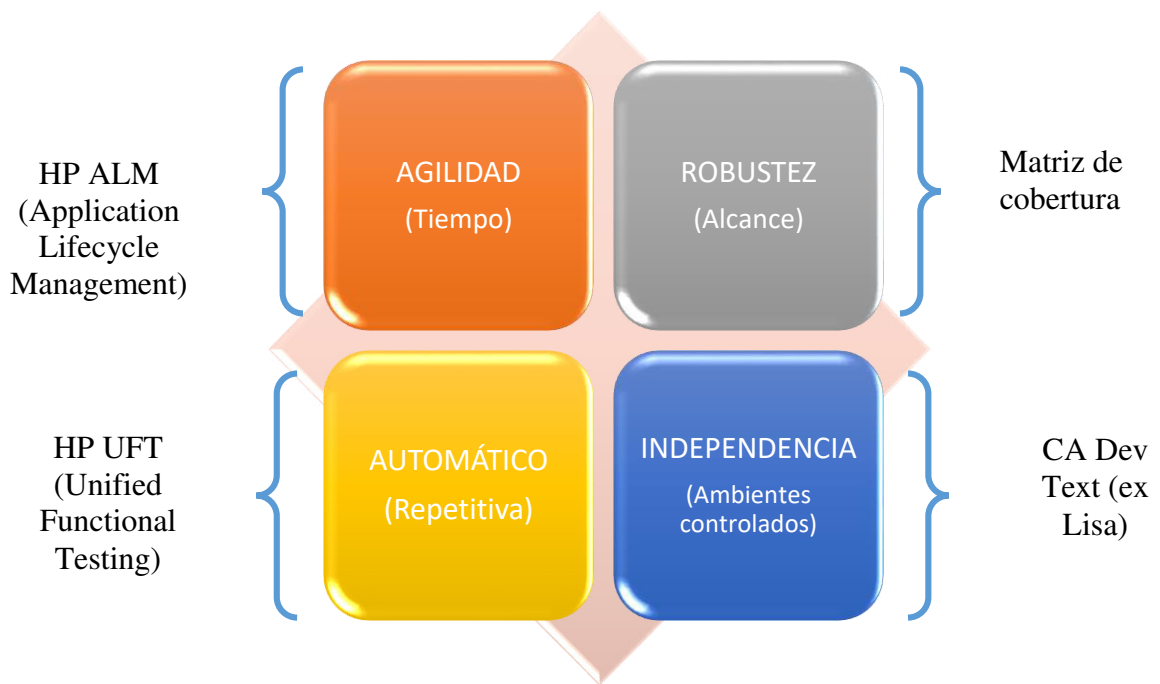 HP ALM
(Application
Lifecycle
Management)
AGILIDAD
(Tiempo)
ROBUSTEZ
(Alcance)
Matriz de
cobertura
HP UFT
(Unified
Functional
Testing)
AUTOMÁTICO
(Repetitiva)
INDEPENDENCIA
(Ambientes
controlados)
CA Dev
Text (ex
Lisa)